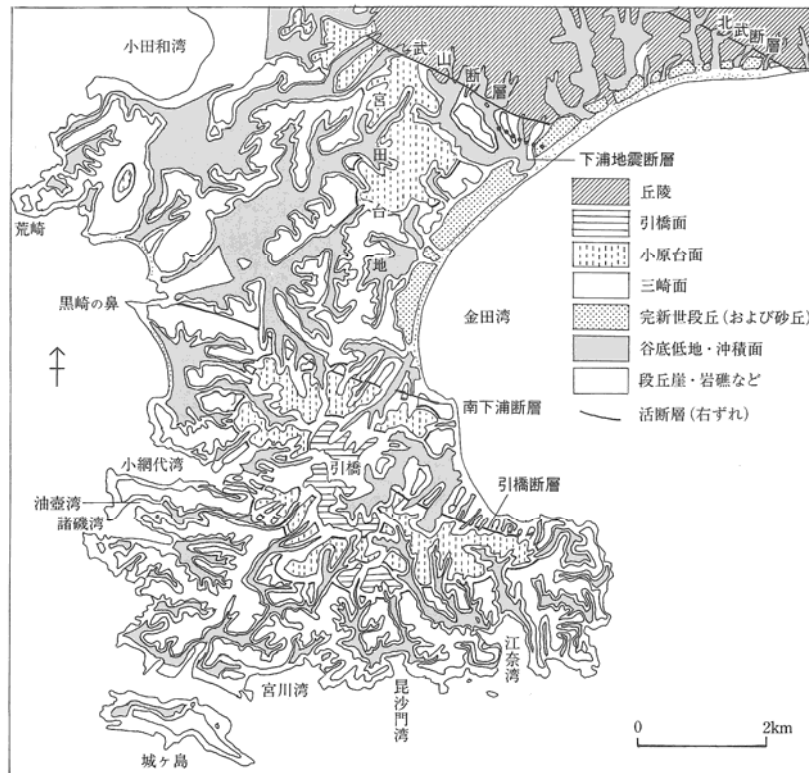 小田和湾
北武断層
武山断層
宮田台地
下浦地震断層
丘陵
引橋面
小原台面
三崎面
完新世段丘(および砂丘)
谷底低地・沖積面
段丘崖・岩礁など
活断層(右ずれ)
荒崎
黒崎の鼻
金田湾
南下浦断層
小網代湾
引橋
引橋断層
油壺湾
諸磯湾
江奈湾
宮川湾
毘沙門湾
城ヶ島
0
2km